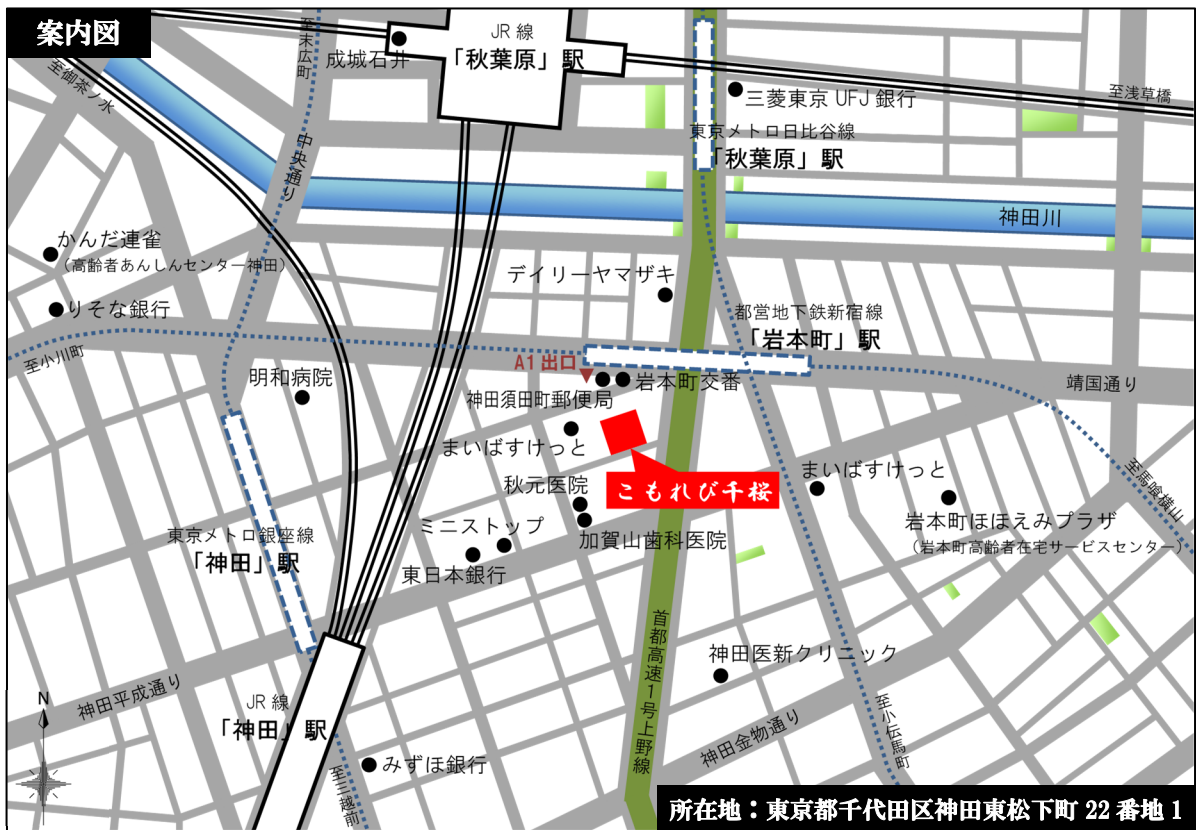 案内図
JR線
「秋葉原」駅
成城石井
至末広町
至御茶ノ水
三菱東京UFJ銀行
至浅草橋
東京メトロ日比谷線
「秋葉原」駅
中央通り
神田川
かんだ連雀
（高齢者あんしんセンター神田）
りそな銀行
デイリーヤマザキ
都営地下鉄新宿線
「岩本町」駅
至小川町
A1出口
明和病院
岩本町交番
靖国通り
神田須田町郵便局
まいばすけっと
こもれび千桜
まいばすけっと
至馬喰横山
秋元医院
岩本町ほほえみプラザ
（岩本町高齢者在宅サービスセンター）
ミニストップ
加賀山歯科医院
東日本銀行
東京メトロ銀座線
「神田」駅
首都高速1号上野線
神田医新クリニック
神田平成通り
N
JR線
「神田」駅
至小伝馬町
神田金物通り
みずほ銀行
至三越前
所在地：東京都千代田区神田東松下町22番地1